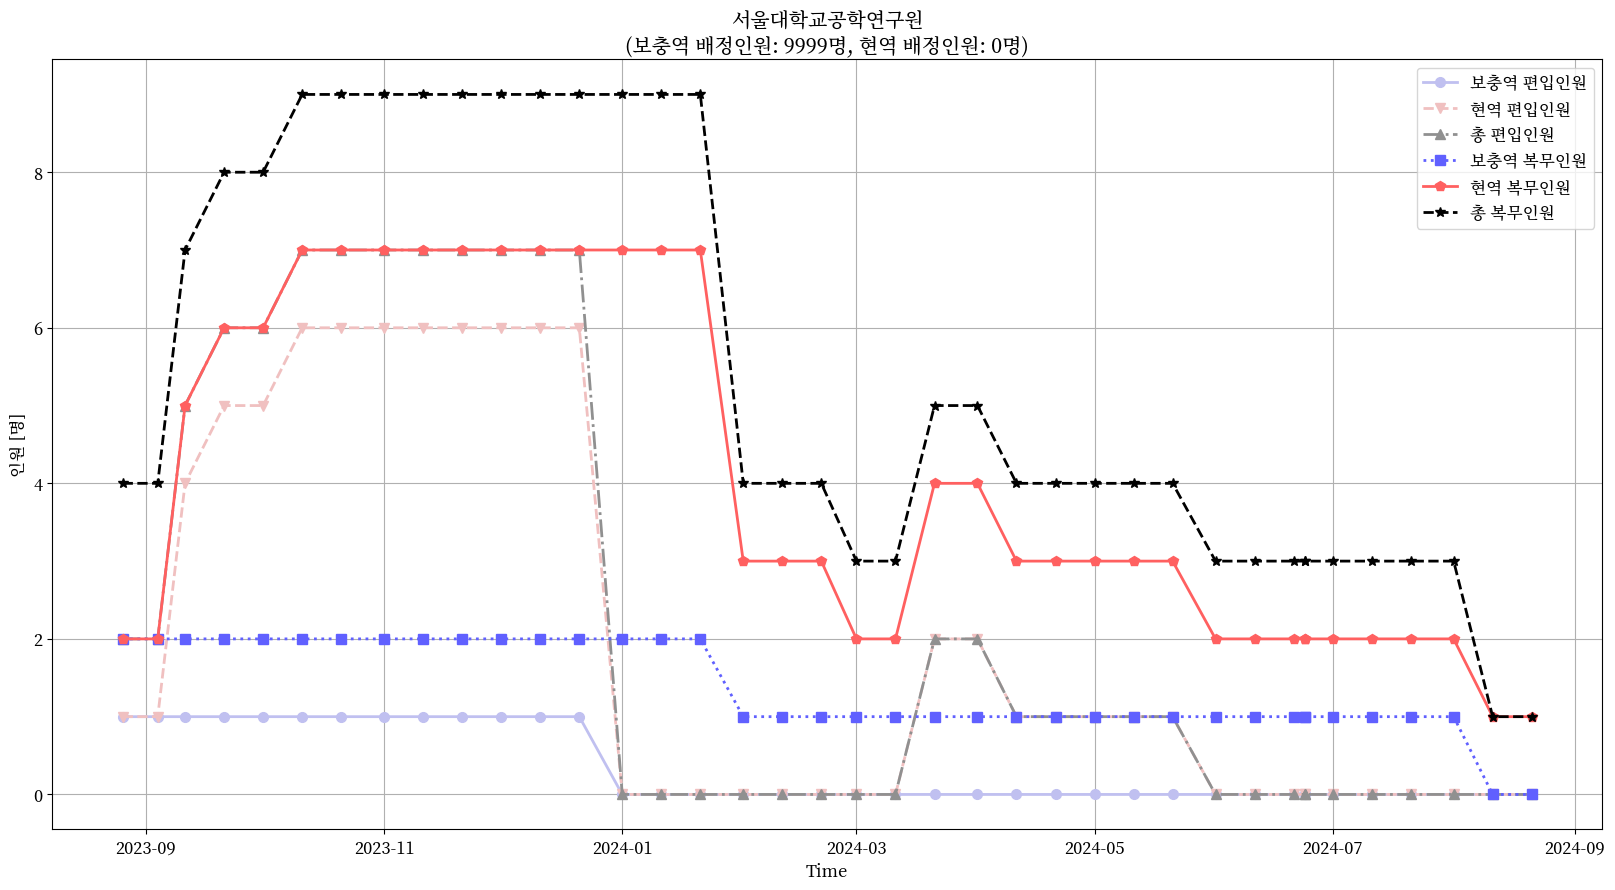 서울대학교공학연구원
(보충역 배정인원: 9999명, 현역 배정인원: 0명)
보충역 편입인원
현역 편입인원
총 편입인원
보충역 복무인원
현역 복무인원
총 복무인원
인원 [명]
8
6
4
2
0
2023-09
2023-11
2024-01
2024-03
2024-05
2024-07
2024-09
Time